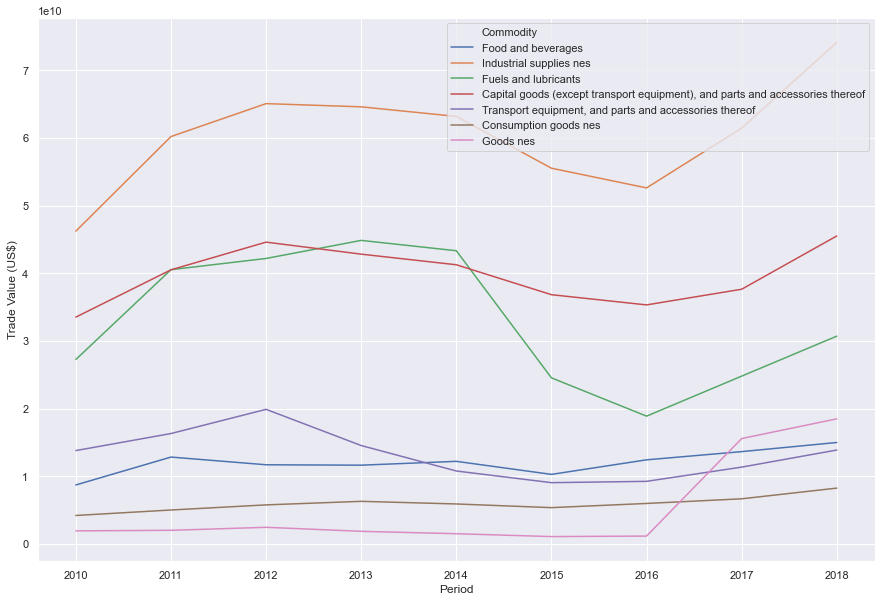 1e10
Commodity
Food and beverages
Industrial supplies nes
Fuels and lubricants
Capital goods (except transport equipment), and parts and accessories thereof
Transport equipment, and parts and accessories thereof
Consumption goods nes
Goods nes
7
6
5
4
3
2
1
0
Trade Value (US$)
2010 2011 2012 2013 2014 2015 2016 2017 2018
Period